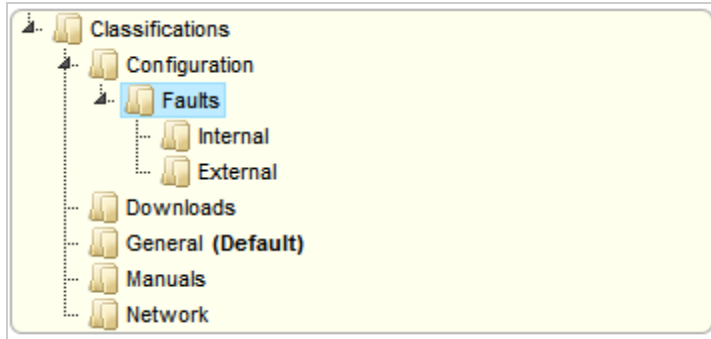 Classifications
Configuration
Faults
Internal
External
Downloads
General (Default)
Manuals
Network